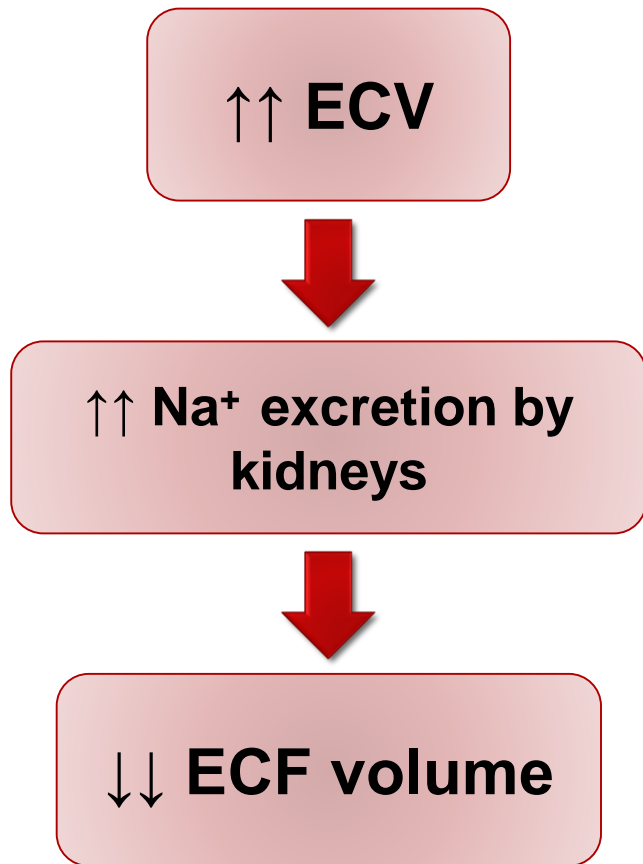 ↑↑ ECV
↑↑ Na⁺ excretion by
kidneys
↓↓ ECF volume